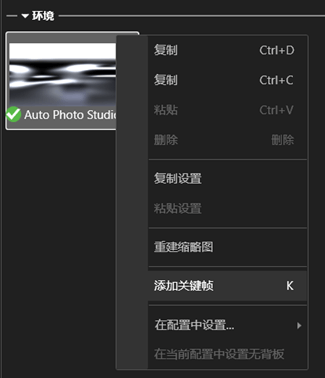 环境
Auto Photo Studio
复制 Ctrl+D
复制 Ctrl+C
粘贴 Ctrl+V
删除 删除
复制设置
粘贴设置
重建缩略图
添加关键帧 K
在配置中设置...
在当前配置中设置无背板